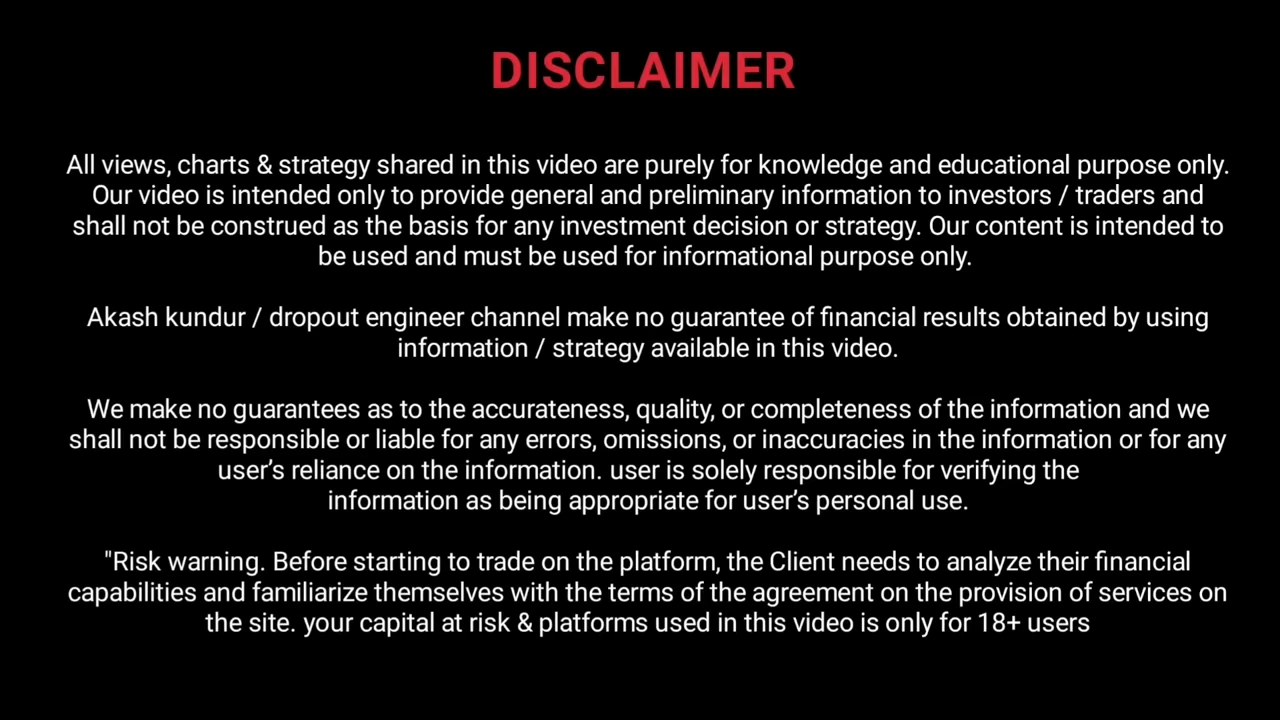 DISCLAIMER
All views, charts & strategy shared in this video are purely for knowledge and educational purpose only.
Our video is intended only to provide general and preliminary information to investors / traders and
shall not be construed as the basis for any investment decision or strategy. Our content is intended to
be used and must be used for informational purpose only.
Akash kundur / dropout engineer channel make no guarantee of financial results obtained by using
information / strategy available in this video.
We make no guarantees as to the accurateness, quality, or completeness of the information and we
shall not be responsible or liable for any errors, omissions, or inaccuracies in the information or for any
user’s reliance on the information. user is solely responsible for verifying the
information as being appropriate for user’s personal use.
"Risk warning. Before starting to trade on the platform, the Client needs to analyze their financial
capabilities and familiarize themselves with the terms of the agreement on the provision of services on
the site. your capital at risk & platforms used in this video is only for 18+ users